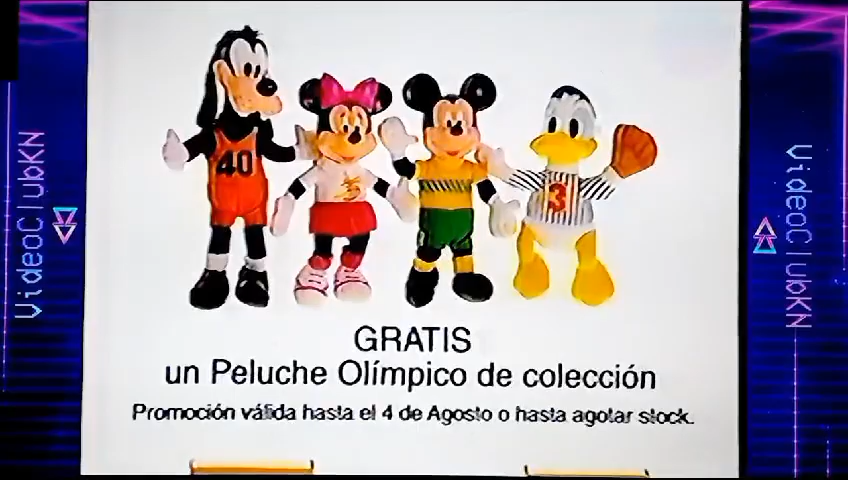 40
3
GRATIS
un Peluche Olímpico de colección
Promoción válida hasta el 4 de Agosto o hasta agotar stock.
VideoClubKN
VideoClubKN